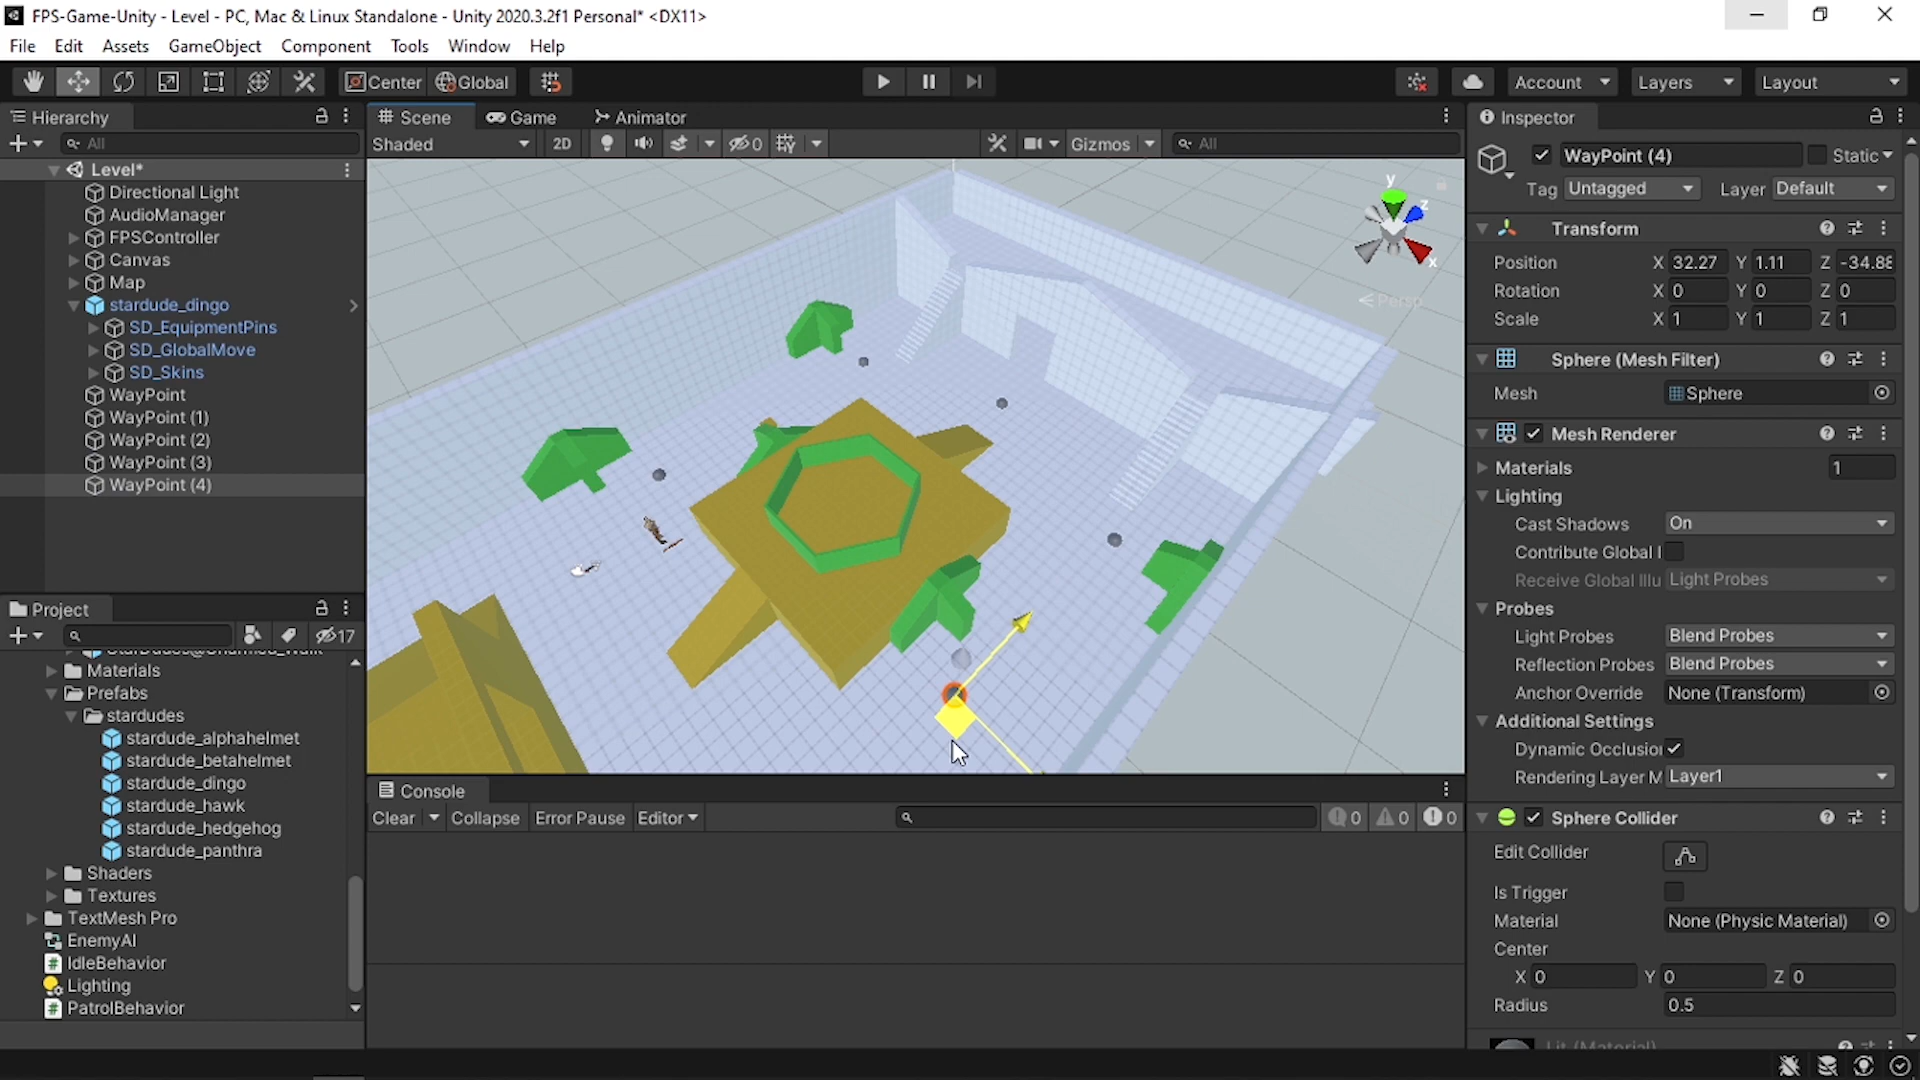 FPS-Game-Unity - Level - PC, Mac & Linux Standalone - Unity 2020.3.2f1 Personal* <DX11>
File Edit Assets GameObject Component Tools Window Help
Center Global Account Layers Layout
Hierarchy
All
Level*
Directional Light
AudioManager
FPSController
Canvas
Map
stardude_dingo
SD_EquipmentPins
SD_GlobalMove
SD_Skins
WayPoint
WayPoint (1)
WayPoint (2)
WayPoint (3)
WayPoint (4)
Project
17
Materials
Prefabs
stardudes
stardude_alphahelmet
stardude_betahelmet
stardude_dingo
stardude_hawk
stardude_hedgehog
stardude_panthra
Shaders
Textures
TextMesh Pro
EnemyAI
IdleBehavior
Lighting
PatrolBehavior
Scene Game Animator
Shaded 2D 0 Gizmos All
y
z
x
Persp
Console
Clear Collapse Error Pause Editor 0 0 0
Inspector
WayPoint (4) Static
Tag Untagged Layer Default
Transform
Position X 32.27 Y 1.11 Z -34.88
Rotation X 0 Y 0 Z 0
Scale X 1 Y 1 Z 1
Sphere (Mesh Filter)
Mesh Sphere
Mesh Renderer
Materials 1
Lighting
Cast Shadows On
Contribute Global I
Receive Global Illu Light Probes
Probes
Light Probes Blend Probes
Reflection Probes Blend Probes
Anchor Override None (Transform)
Additional Settings
Dynamic Occlusio
Rendering Layer M Layer1
Sphere Collider
Edit Collider
Is Trigger
Material None (Physic Material)
Center
X 0 Y 0 Z 0
Radius 0.5
Lit (Material)